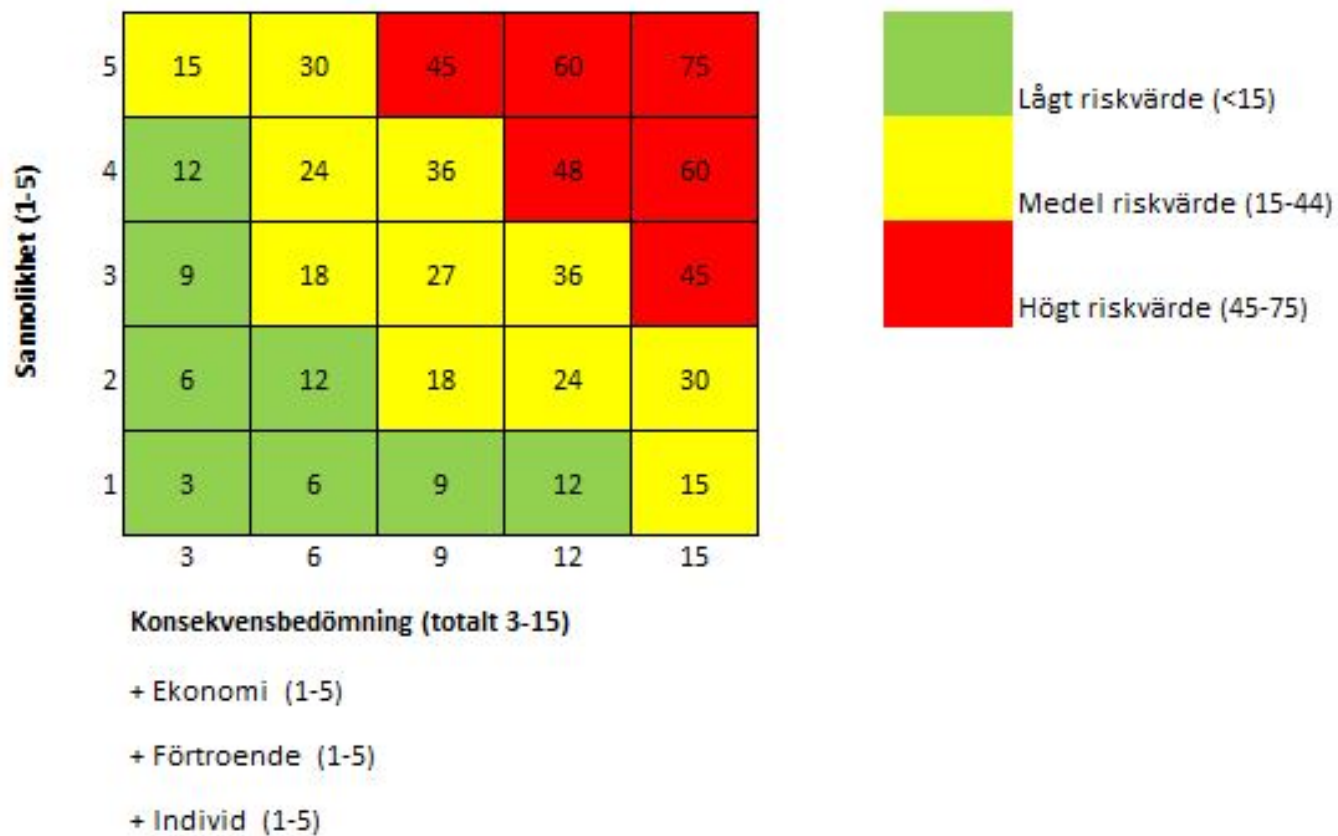 Sannolikhet (1-5)
5 15 30 45 60 75
4 12 24 36 48 60
3 9 18 27 36 45
2 6 12 18 24 30
1 3 6 9 12 15
3 6 9 12 15
Konsekvensbedömning (totalt 3-15)
+ Ekonomi (1-5)
+ Förtroende (1-5)
+ Individ (1-5)
Lågt riskvärde (<15)
Medel riskvärde (15-44)
Högt riskvärde (45-75)